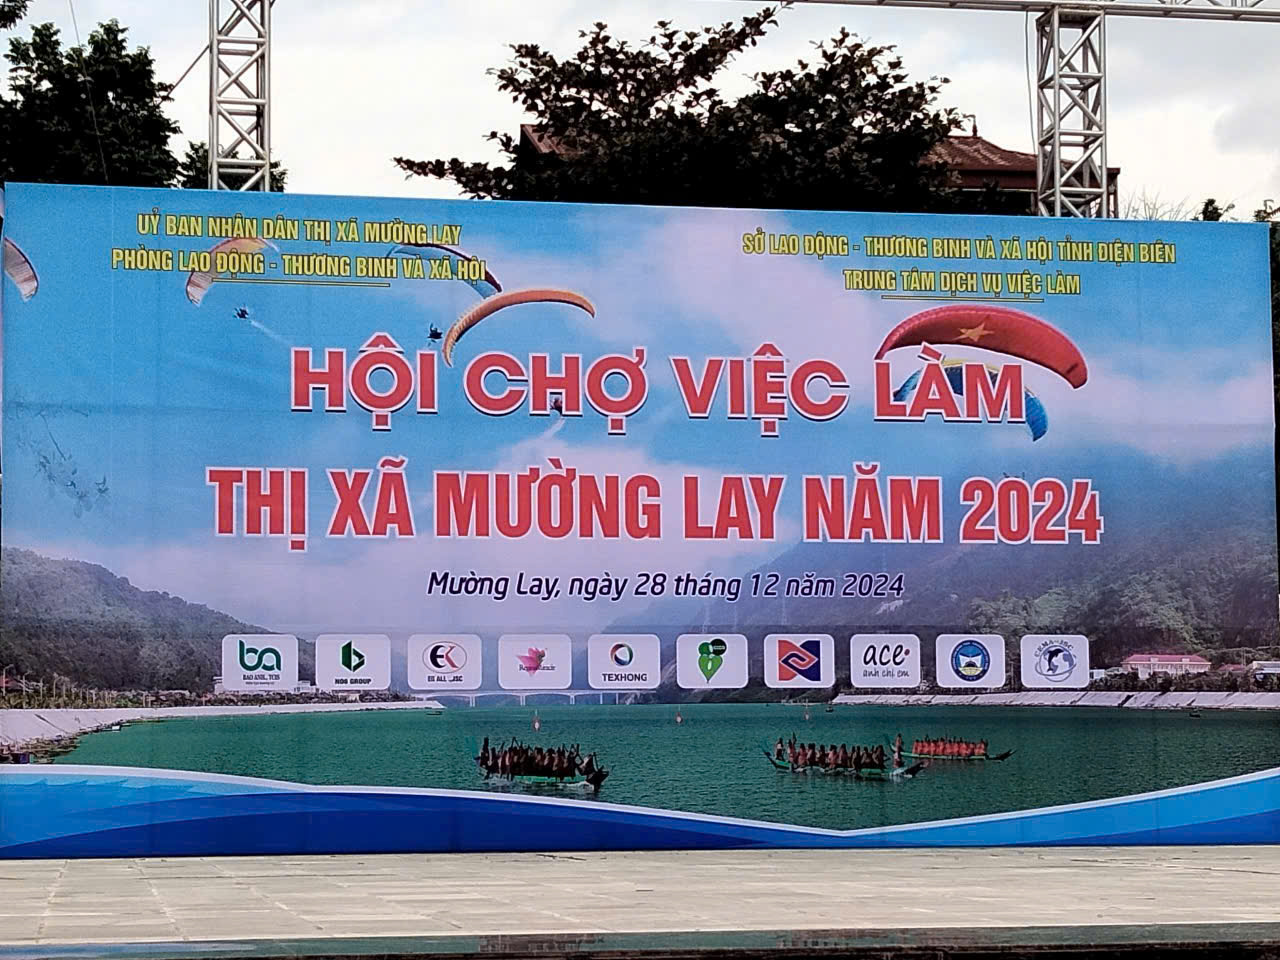 UỶ BAN NHÂN DÂN THỊ XÃ MƯỜNG LAY
PHÒNG LAO ĐỘNG - THƯƠNG BINH VÀ XÃ HỘI
SỞ LAO ĐỘNG - THƯƠNG BINH VÀ XÃ HỘI TỈNH ĐIỆN BIÊN
TRUNG TÂM DỊCH VỤ VIỆC LÀM
HỘI CHỢ VIỆC LÀM
THỊ XÃ MƯỜNG LAY NĂM 2024
Mường Lay, ngày 28 tháng 12 năm 2024
ba
N06 GROUP
EK
TEXHONG
ace
anh chị em